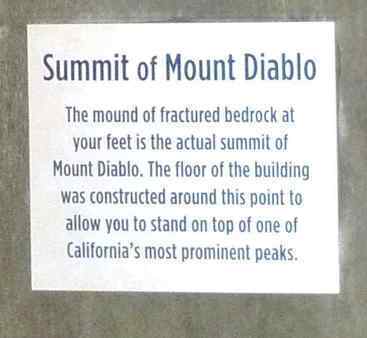 Summit of Mount Diablo
The mound of fractured bedrock at
your feet is the actual summit of
Mount Diablo. The floor of the building
was constructed around this point to
allow you to stand on top of one of
California's most prominent peaks.